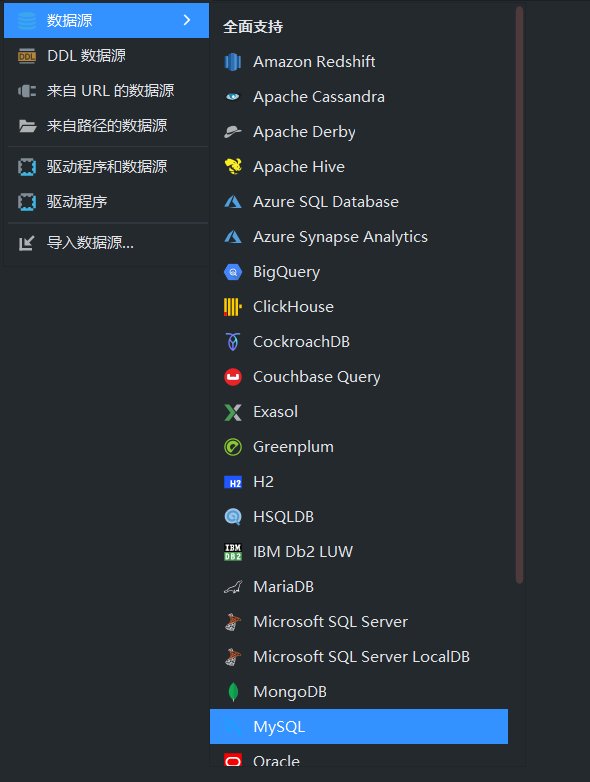 数据源
DDL 数据源
来自 URL 的数据源
来自路径的数据源
驱动程序和数据源
驱动程序
导入数据源...
全面支持
Amazon Redshift
Apache Cassandra
Apache Derby
Apache Hive
Azure SQL Database
Azure Synapse Analytics
BigQuery
ClickHouse
CockroachDB
Couchbase Query
Exasol
Greenplum
H2
HSQLDB
IBM Db2 LUW
MariaDB
Microsoft SQL Server
Microsoft SQL Server LocalDB
MongoDB
MySQL
Oracle